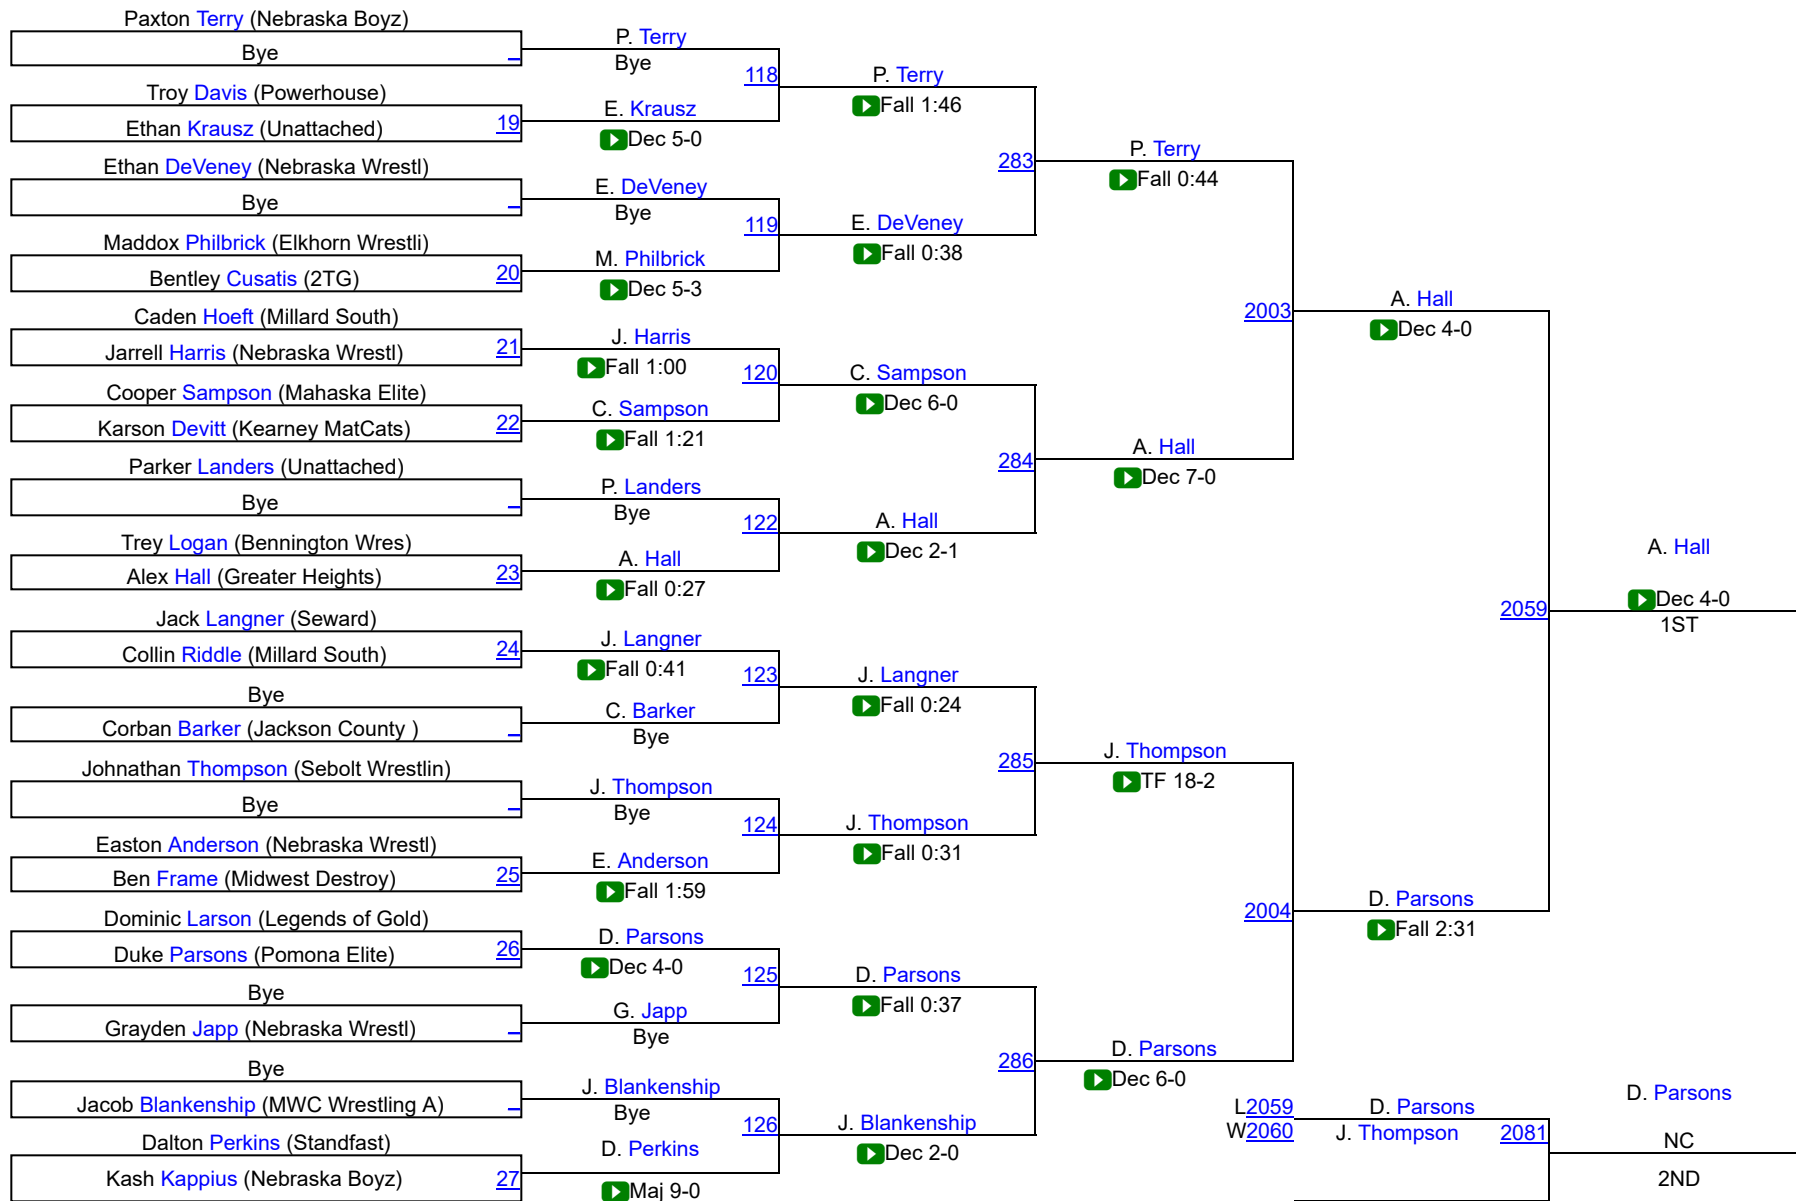 Paxton Terry (Nebraska Boyz)
Bye
Troy Davis (Powerhouse)
Ethan Krausz (Unattached)
19
Ethan DeVeney (Nebraska Wrestl)
Bye
Maddox Philbrick (Elkhorn Wrestli)
Bentley Cusatis (2TG)
20
Caden Hoeft (Millard South)
Jarrell Harris (Nebraska Wrestl)
21
Cooper Sampson (Mahaska Elite)
Karson Devitt (Kearney MatCats)
22
Parker Landers (Unattached)
Bye
Trey Logan (Bennington Wres)
Alex Hall (Greater Heights)
23
Jack Langner (Seward)
Collin Riddle (Millard South)
24
Bye
Corban Barker (Jackson County )
Johnathan Thompson (Sebolt Wrestlin)
Bye
Easton Anderson (Nebraska Wrestl)
Ben Frame (Midwest Destroy)
25
Dominic Larson (Legends of Gold)
Duke Parsons (Pomona Elite)
26
Bye
Grayden Japp (Nebraska Wrestl)
Bye
Jacob Blankenship (MWC Wrestling A)
Dalton Perkins (Standfast)
Kash Kappius (Nebraska Boyz)
27
P. Terry
Bye
118
E. Krausz
Dec 5-0
E. DeVeney
Bye
119
M. Philbrick
Dec 5-3
J. Harris
Fall 1:00
120
C. Sampson
Fall 1:21
P. Landers
Bye
122
A. Hall
Fall 0:27
J. Langner
Fall 0:41
123
C. Barker
Bye
J. Thompson
Bye
124
E. Anderson
Fall 1:59
D. Parsons
Dec 4-0
125
G. Japp
Bye
J. Blankenship
Bye
126
D. Perkins
Maj 9-0
P. Terry
Fall 1:46
283
E. DeVeney
Fall 0:38
C. Sampson
Dec 6-0
284
A. Hall
Dec 2-1
J. Langner
Fall 0:24
285
J. Thompson
Fall 0:31
D. Parsons
Fall 0:37
286
J. Blankenship
Dec 2-0
P. Terry
Fall 0:44
2003
A. Hall
Dec 7-0
J. Thompson
TF 18-2
2004
D. Parsons
Dec 6-0
A. Hall
Dec 4-0
2059
D. Parsons
Fall 2:31
A. Hall
Dec 4-0
1ST
L2059
D. Parsons
W2060
J. Thompson
2081
D. Parsons
NC
2ND